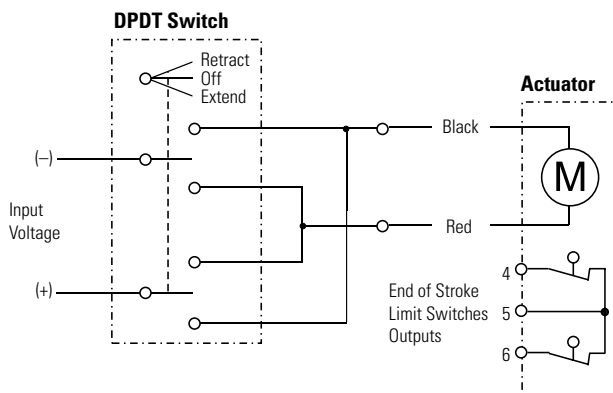 DPDT Switch
Retract
Off
Extend
Actuator
(–)
Black
M
Input
Voltage
Red
(+)
End of Stroke
Limit Switches
Outputs
4
5
6